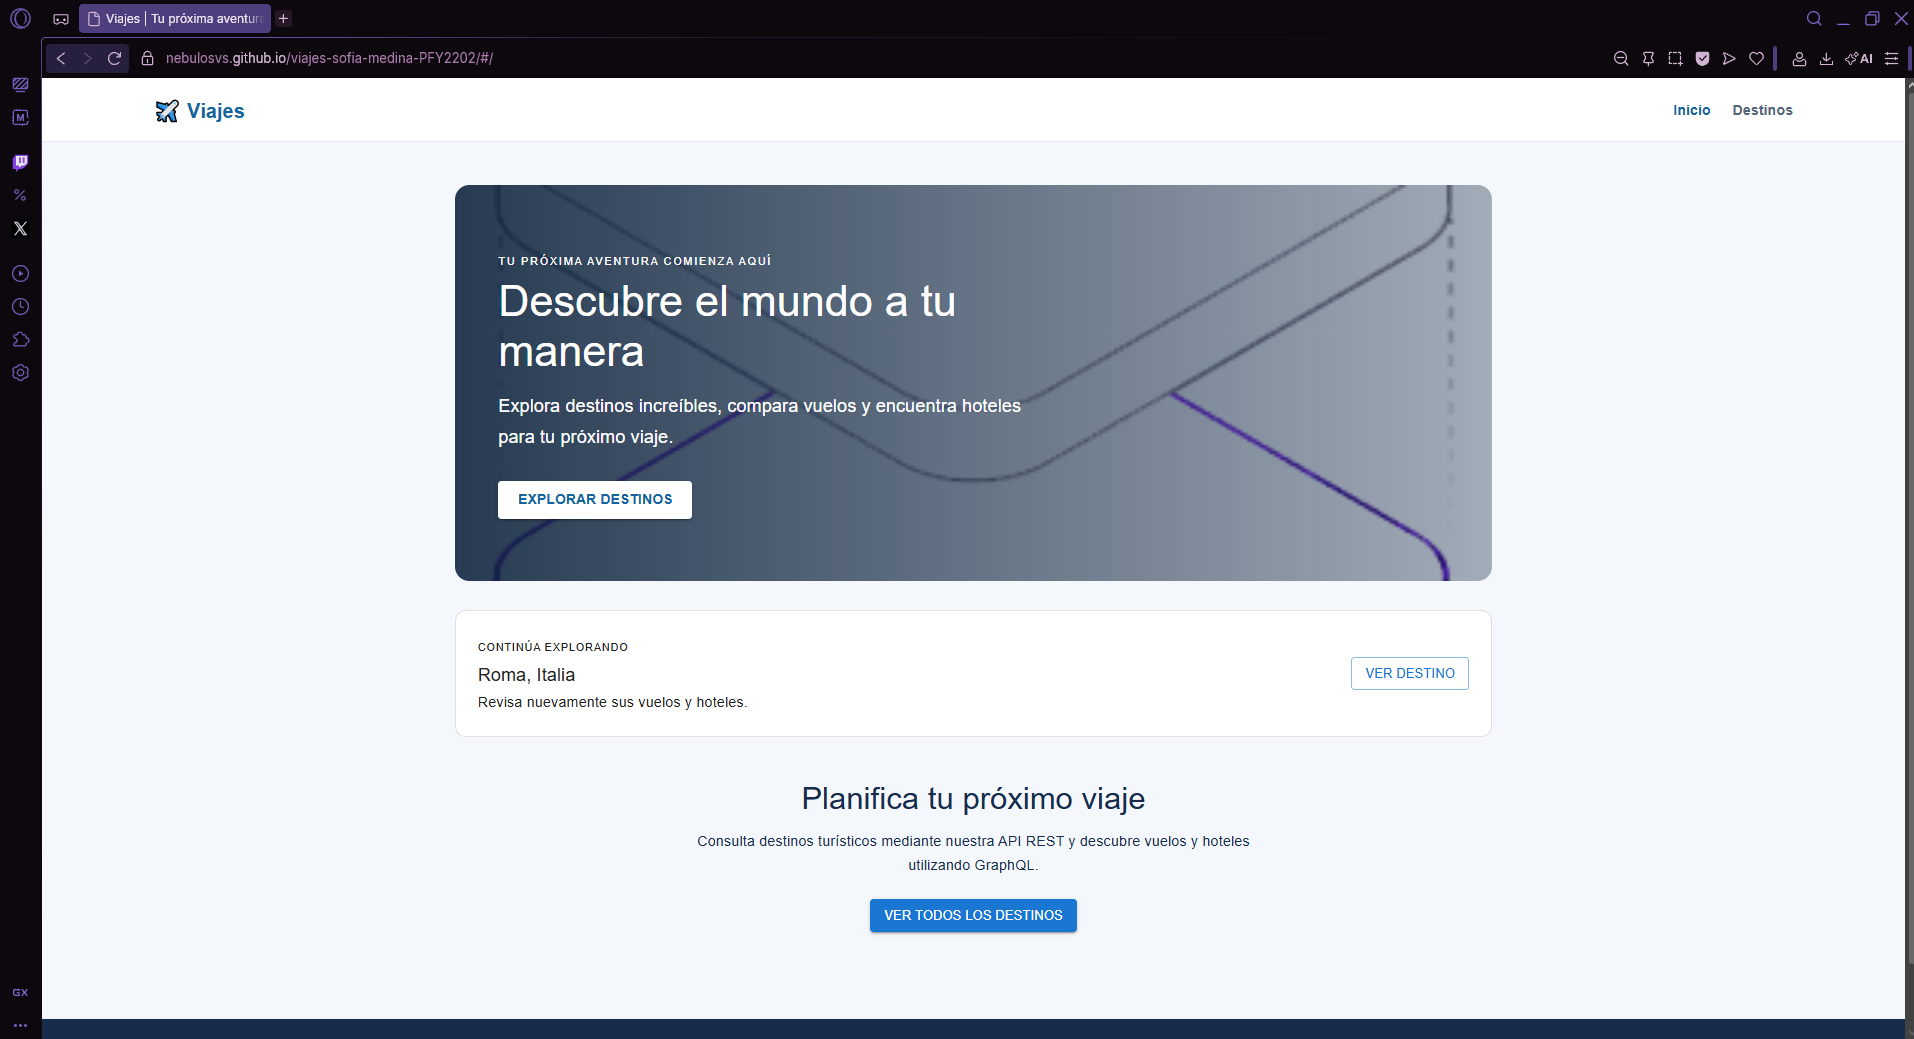 Viajes | Tu próxima aventura
nebulosvs.github.io/viajes-sofia-medina-PFY2202/#/
AI
M
Viajes
Inicio
Destinos
TU PRÓXIMA AVENTURA COMIENZA AQUÍ
Descubre el mundo a tu
manera
Explora destinos increíbles, compara vuelos y encuentra hoteles
para tu próximo viaje.
EXPLORAR DESTINOS
CONTINÚA EXPLORANDO
Roma, Italia
Revisa nuevamente sus vuelos y hoteles.
VER DESTINO
Planifica tu próximo viaje
Consulta destinos turísticos mediante nuestra API REST y descubre vuelos y hoteles
utilizando GraphQL.
VER TODOS LOS DESTINOS
GX